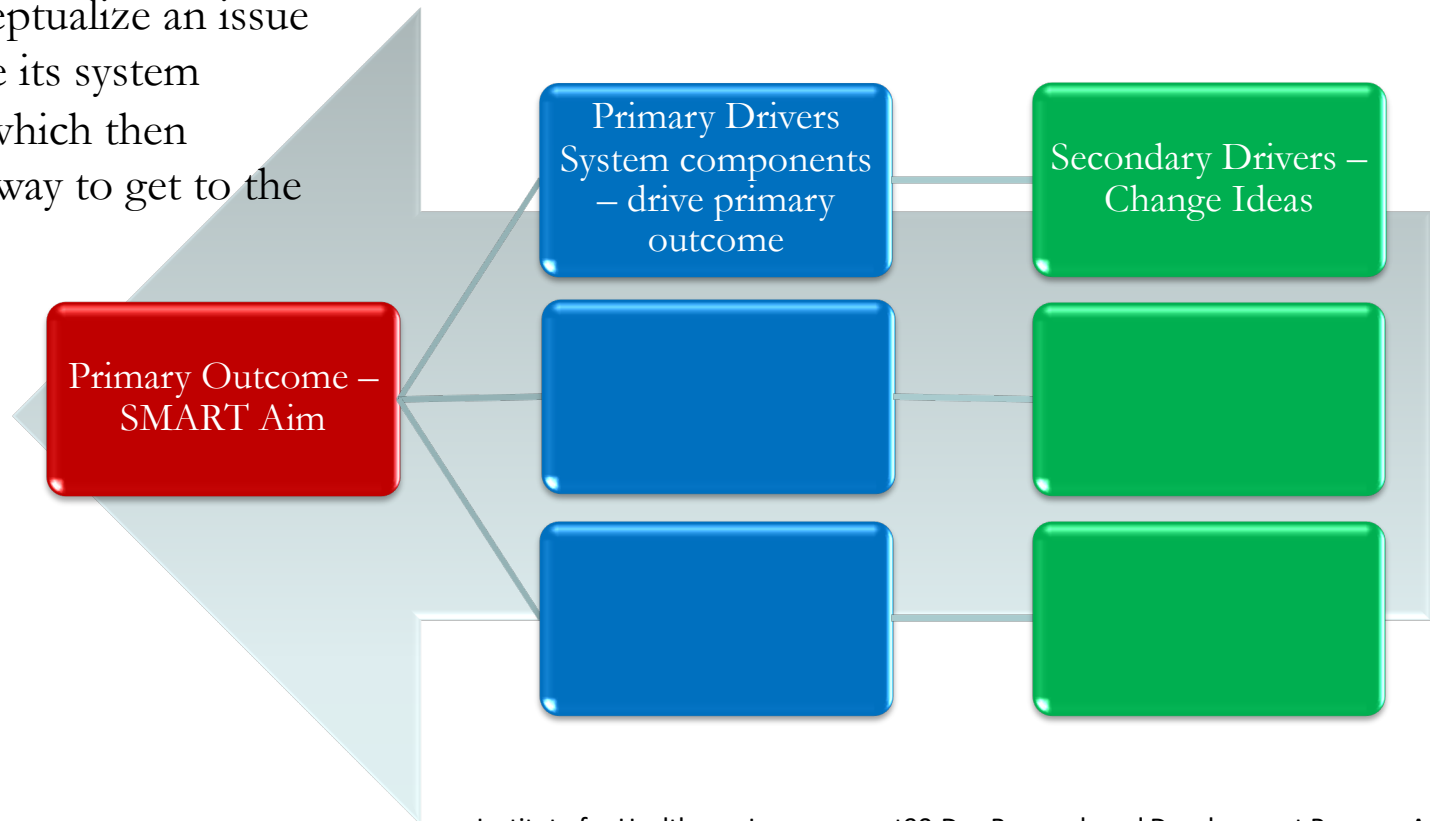 eptualize an issue
e its system
which then
way to get to the
Primary Drivers
System components
– drive primary
outcome
Secondary Drivers –
Change Ideas
Primary Outcome –
SMART Aim